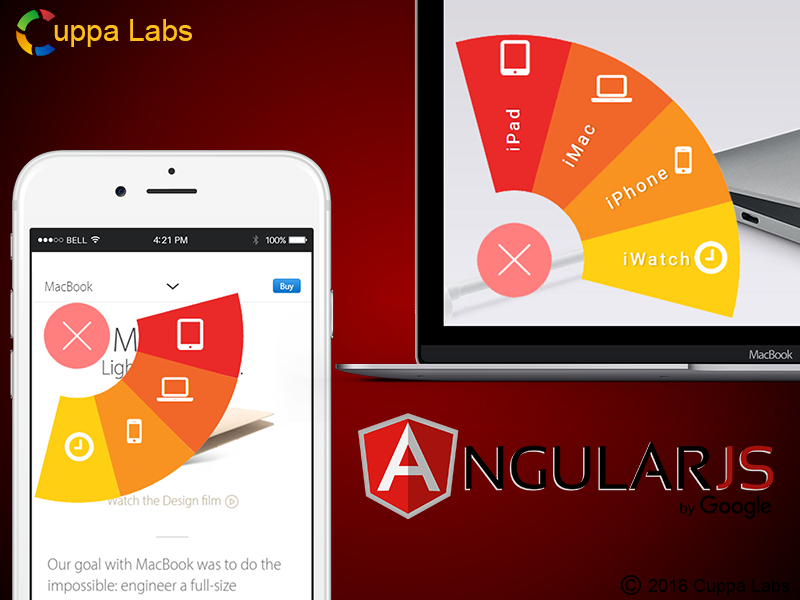 Cuppa Labs
iPad
iMac
iPhone
iWatch
MacBook
BELL 4:21 PM 100%
MacBook Buy
M
Ligh
Watch the Design film
Our goal with MacBook was to do the
impossible: engineer a full-size
ANGULARJS
by Google
© 2016 Cuppa Labs